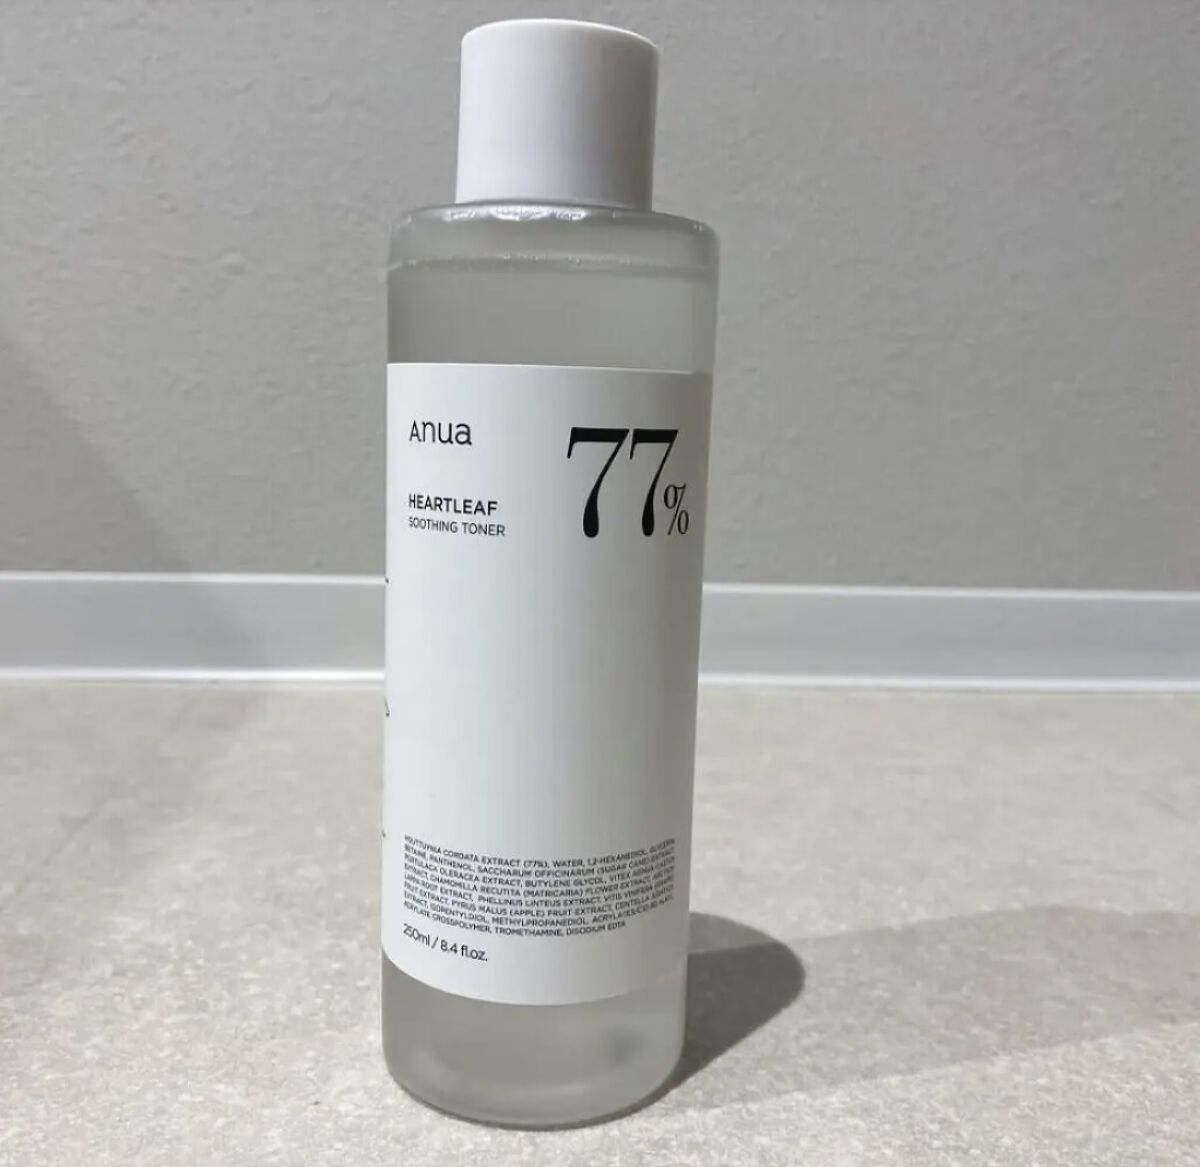 Anua
77%
HEARTLEAF
SOOTHING TONER
HOUTTUYNIA CORDATA EXTRACT (77%), WATER, 1,2-HEXANEDIOL, GLYCERIN,
BETAINE, PANTHENOL, SACCHARUM OFFICINARUM (SUGAR CANE) EXTRACT,
PORTULACA OLERACEA EXTRACT, BUTYLENE GLYCOL, VITEX AGNUS-CASTUS
EXTRACT, CHAMOMILLA RECUTITA (MATRICARIA) FLOWER EXTRACT, ARCTIUM
LAPPA ROOT EXTRACT, PHELLINUS LINTEUS EXTRACT, VITIS VINIFERA (GRAPE)
FRUIT EXTRACT, PYRUS MALUS (APPLE) FRUIT EXTRACT, CENTELLA ASIATICA
EXTRACT, ISOPENTYLDIOL, METHYLPROPANEDIOL, ACRYLATES/C10-30 ALKYL
ACRYLATE CROSSPOLYMER, TROMETHAMINE, DISODIUM EDTA
250ml / 8.4 fl.oz.